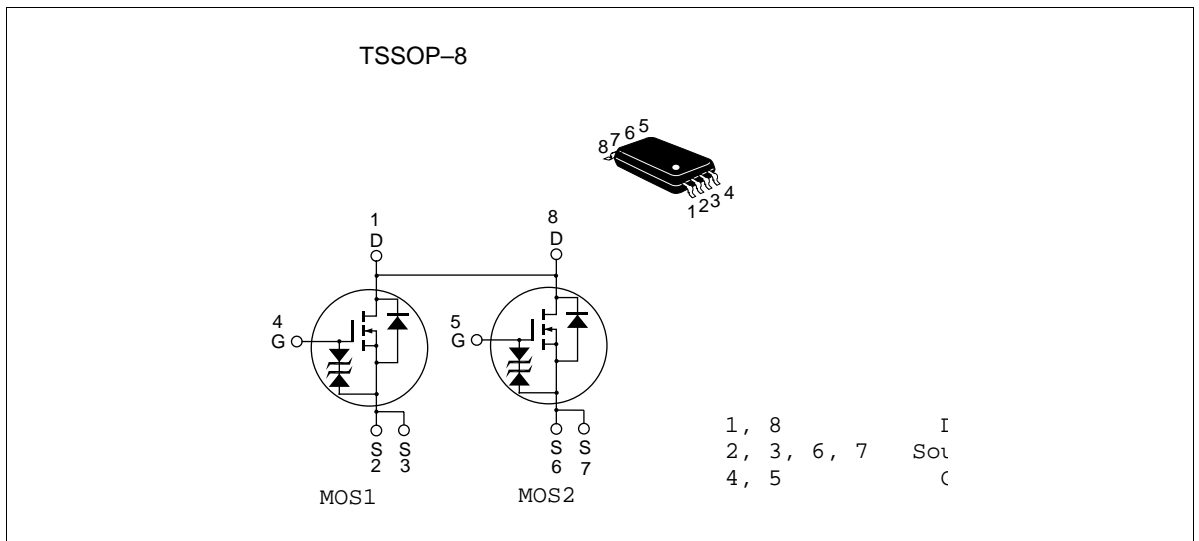 TSSOP–8
8 7 6 5
1 2 3 4
1
D
8
D
4
G
5
G
S S
2 3
S S
6 7
MOS1
MOS2
1, 8
2, 3, 6, 7
4, 5